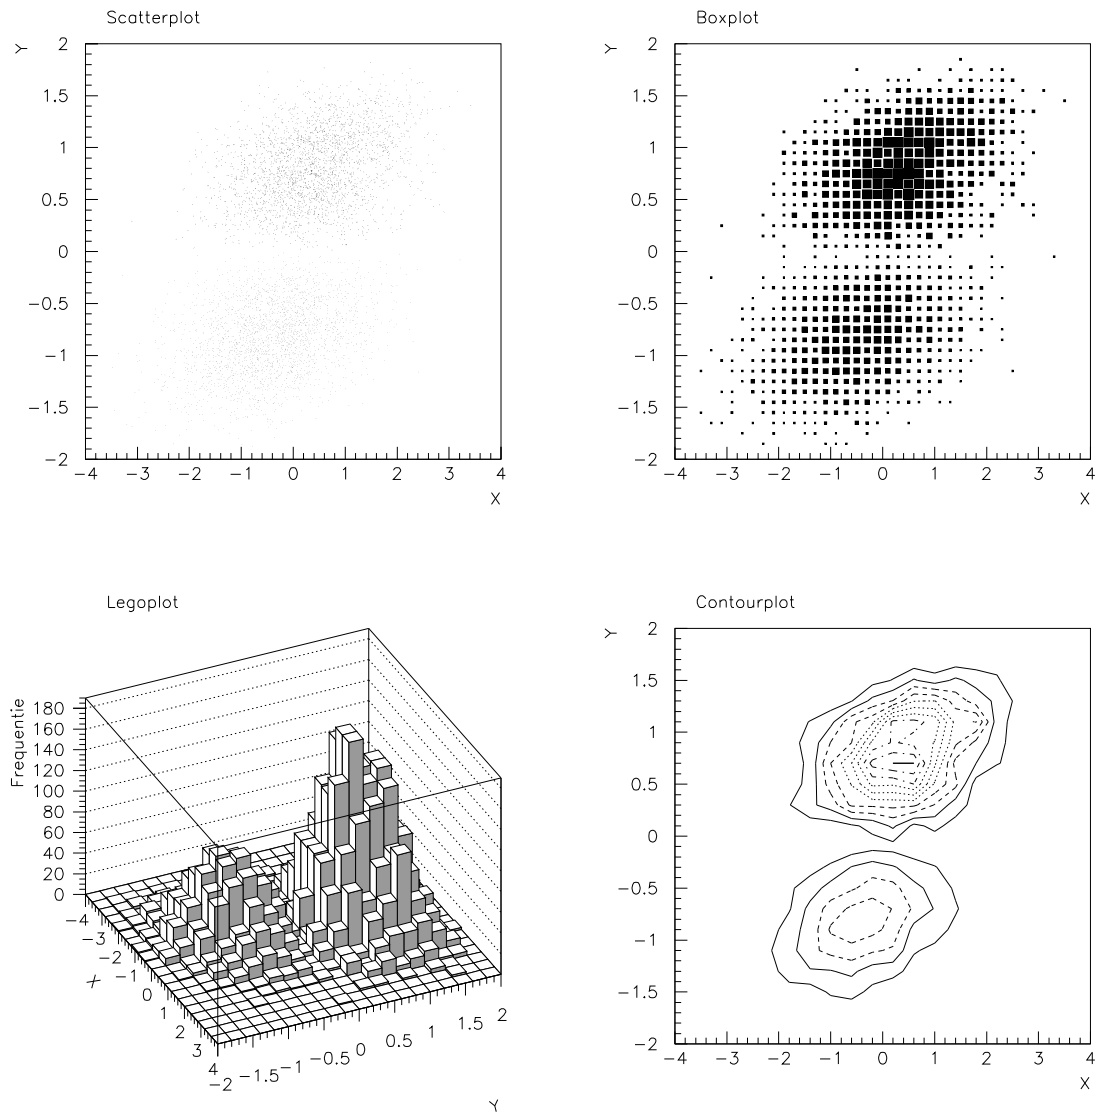 Scatterplot
Y
2
1.5
1
0.5
0
−0.5
−1
−1.5
−2
−4 −3 −2 −1 0 1 2 3 4
X
Boxplot
Y
2
1.5
1
0.5
0
−0.5
−1
−1.5
−2
−4 −3 −2 −1 0 1 2 3 4
X
Legoplot
Frequentie
180
160
140
120
100
80
60
40
20
0
−4
−3
−2
−1
0
1
2
3
4
X
−2 −1.5 −1 −0.5 0 0.5 1 1.5 2
Y
Contourplot
Y
2
1.5
1
0.5
0
−0.5
−1
−1.5
−2
−4 −3 −2 −1 0 1 2 3 4
X